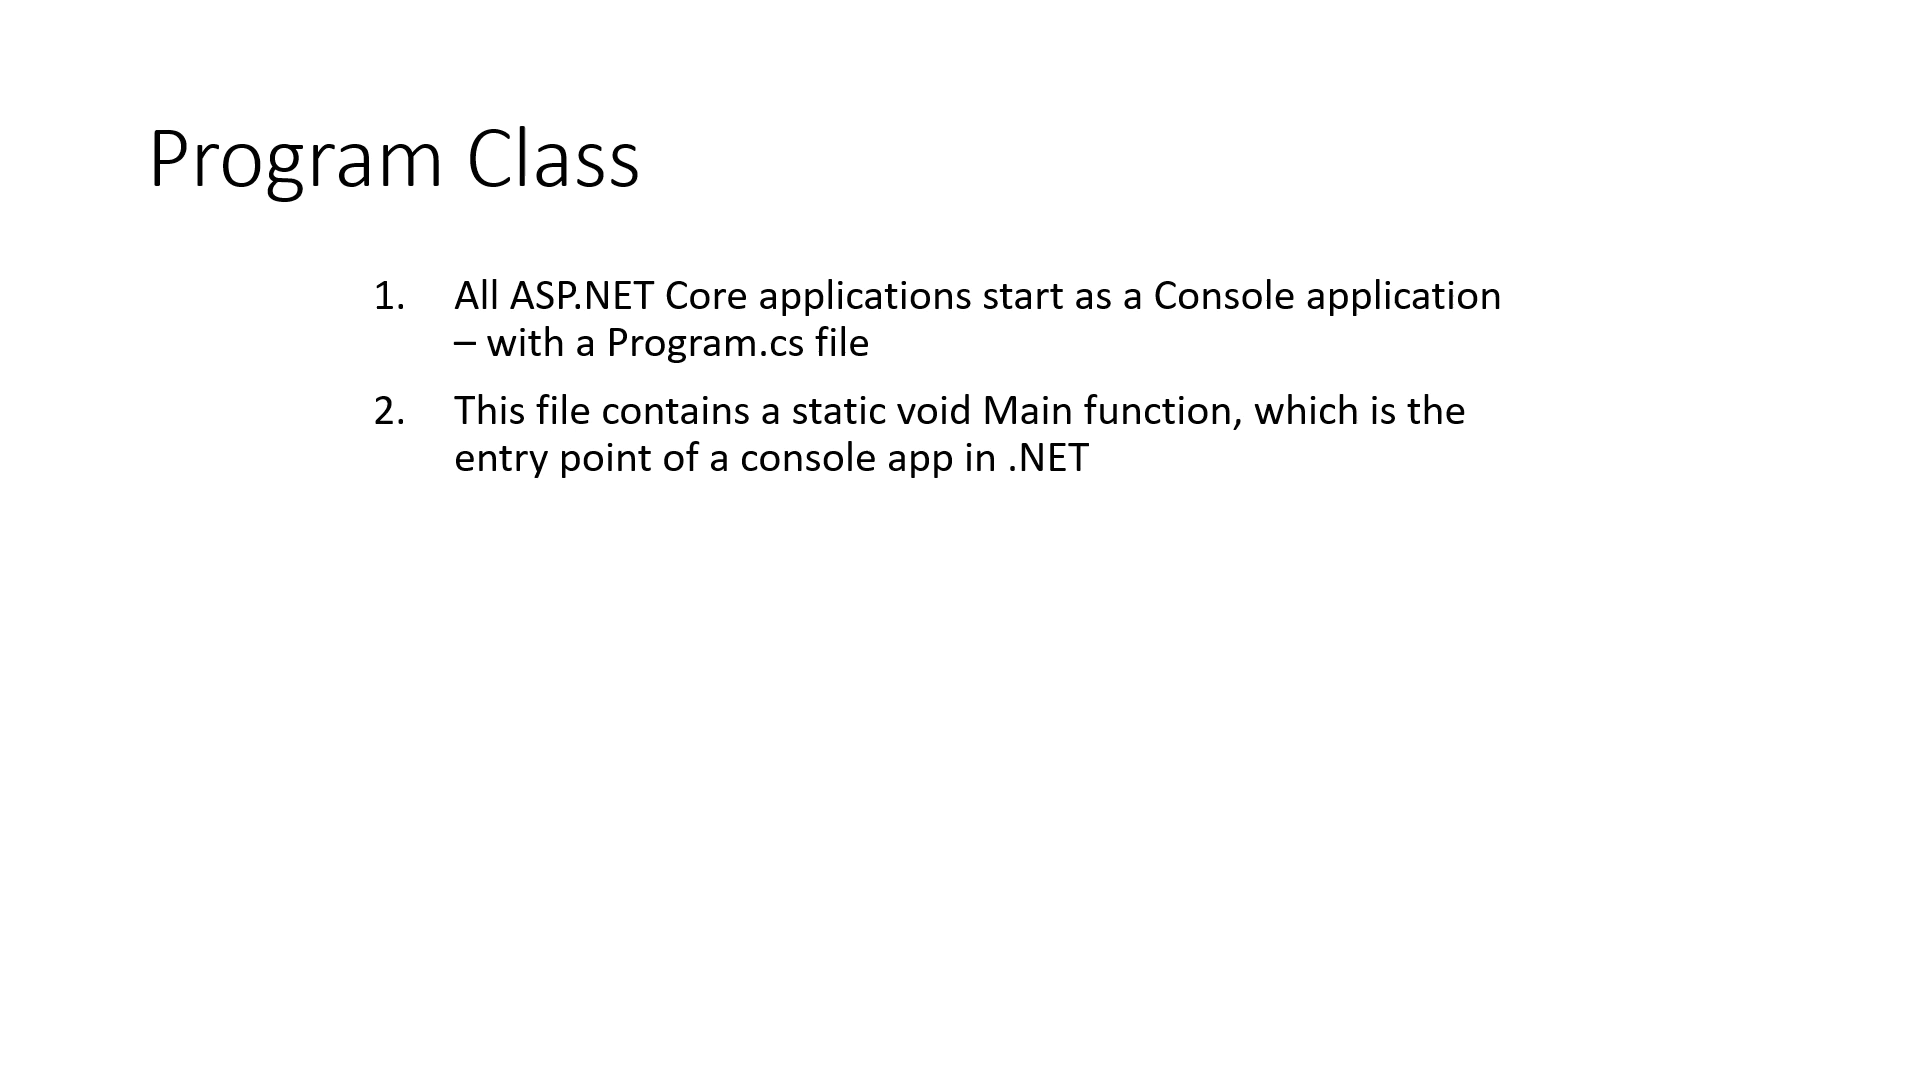 Program Class
1. All ASP.NET Core applications start as a Console application
– with a Program.cs file
2. This file contains a static void Main function, which is the
entry point of a console app in .NET